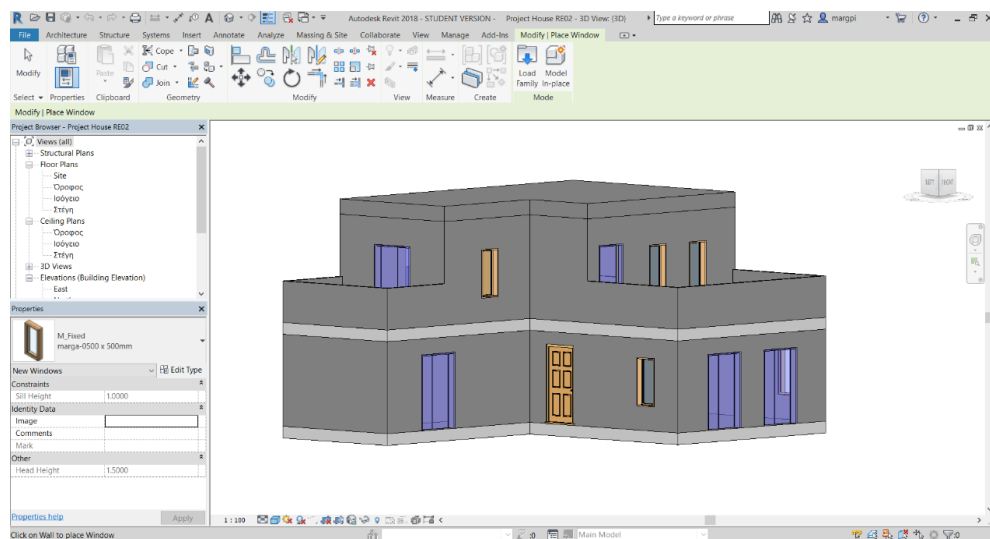 Autodesk Revit 2018 - STUDENT VERSION - Project House RE02 - 3D View: {3D}
Type a keyword or phrase
margpi
File Architecture Structure Systems Insert Annotate Analyze Massing & Site Collaborate View Manage Add-Ins Modify | Place Window
Modify
Paste
Cope
Cut
Join
Load Family
Model In-place
Select Properties Clipboard Geometry Modify View Measure Create Mode
Modify | Place Window
Project Browser - Project House RE02
Views (all)
Structural Plans
Floor Plans
Site
Όροφος
Ισόγειο
Στέγη
Ceiling Plans
Όροφος
Ισόγειο
Στέγη
3D Views
Elevations (Building Elevation)
East
Properties
M_Fixed
marga-0500 x 500mm
New Windows Edit Type
Constraints
Sill Height 1.0000
Identity Data
Image
Comments
Mark
Other
Head Height 1.5000
Properties help Apply
1 : 100
Click on Wall to place Window :0 Main Model :0